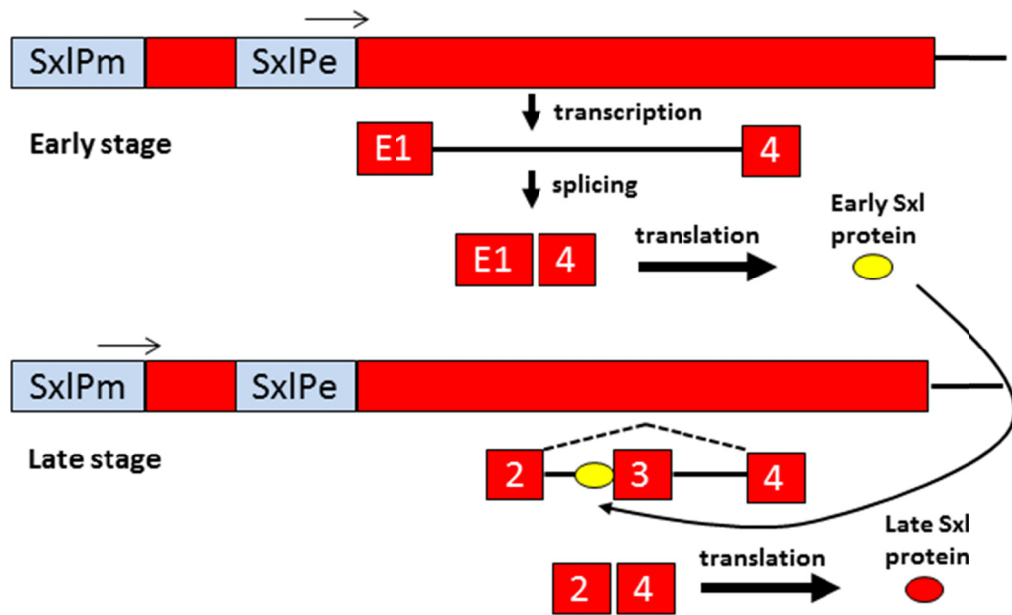 SxlPm SxlPe
transcription
Early stage
E1 4
splicing
Early Sxl
protein
translation
E1 4
SxlPm SxlPe
Late stage
2 3 4
Late Sxl
protein
translation
2 4